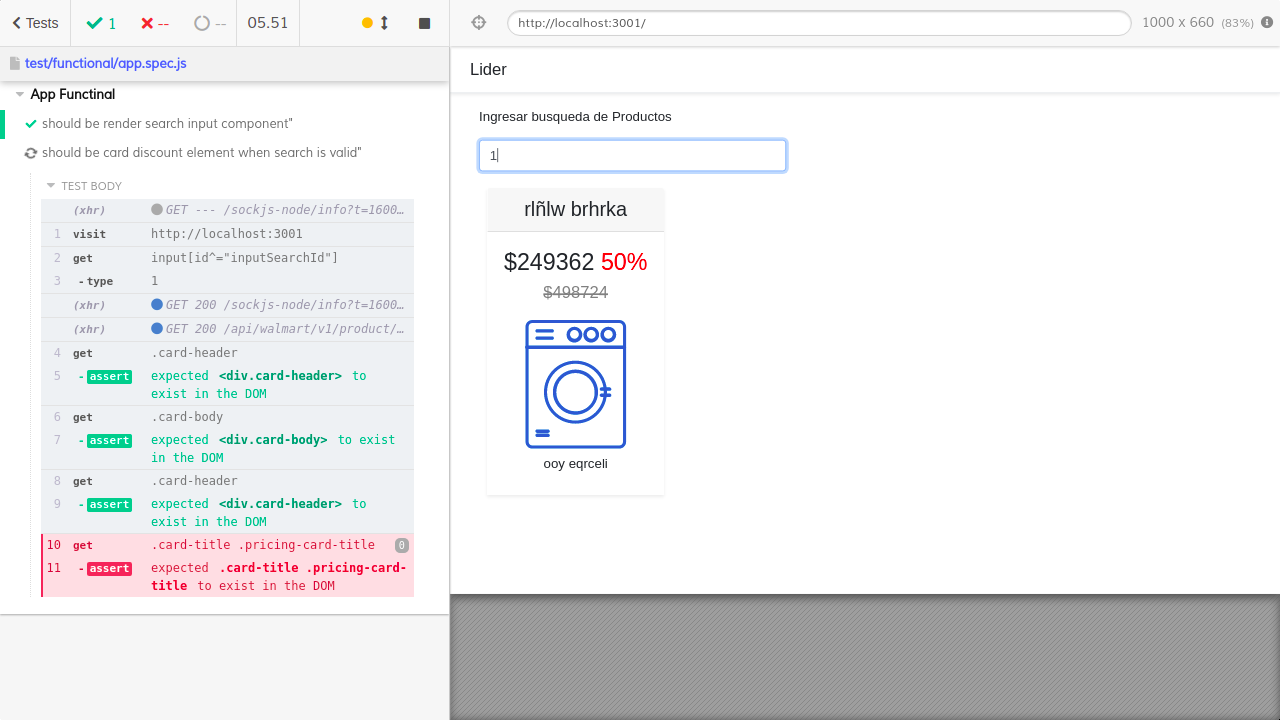 Tests 1 -- -- 05.51
http://localhost:3001/ 1000 x 660 (83%)
test/functional/app.spec.js
Lider
App Functinal
should be render search input component"
should be card discount element when search is valid"
TEST BODY
(xhr) GET --- /sockjs-node/info?t=1600…
1 visit http://localhost:3001
2 get input[id^="inputSearchId"]
3 -type 1
(xhr) GET 200 /sockjs-node/info?t=1600…
(xhr) GET 200 /api/walmart/v1/product/…
4 get .card-header
5 -assert expected <div.card-header> to
exist in the DOM
6 get .card-body
7 -assert expected <div.card-body> to exist
in the DOM
8 get .card-header
9 -assert expected <div.card-header> to
exist in the DOM
10 get .card-title .pricing-card-title 0
11 -assert expected .card-title .pricing-card-
title to exist in the DOM
Ingresar busqueda de Productos
1
rlñlw brhrka
$249362 50%
$498724
ooy eqrceli